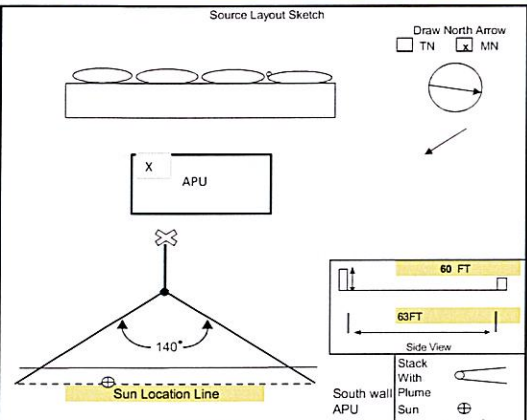 Source Layout Sketch
Draw North Arrow
TN x MN
X
APU
60 FT
63FT
Side View
140°
Sun Location Line
South wall
APU
Stack
With
Plume
Sun